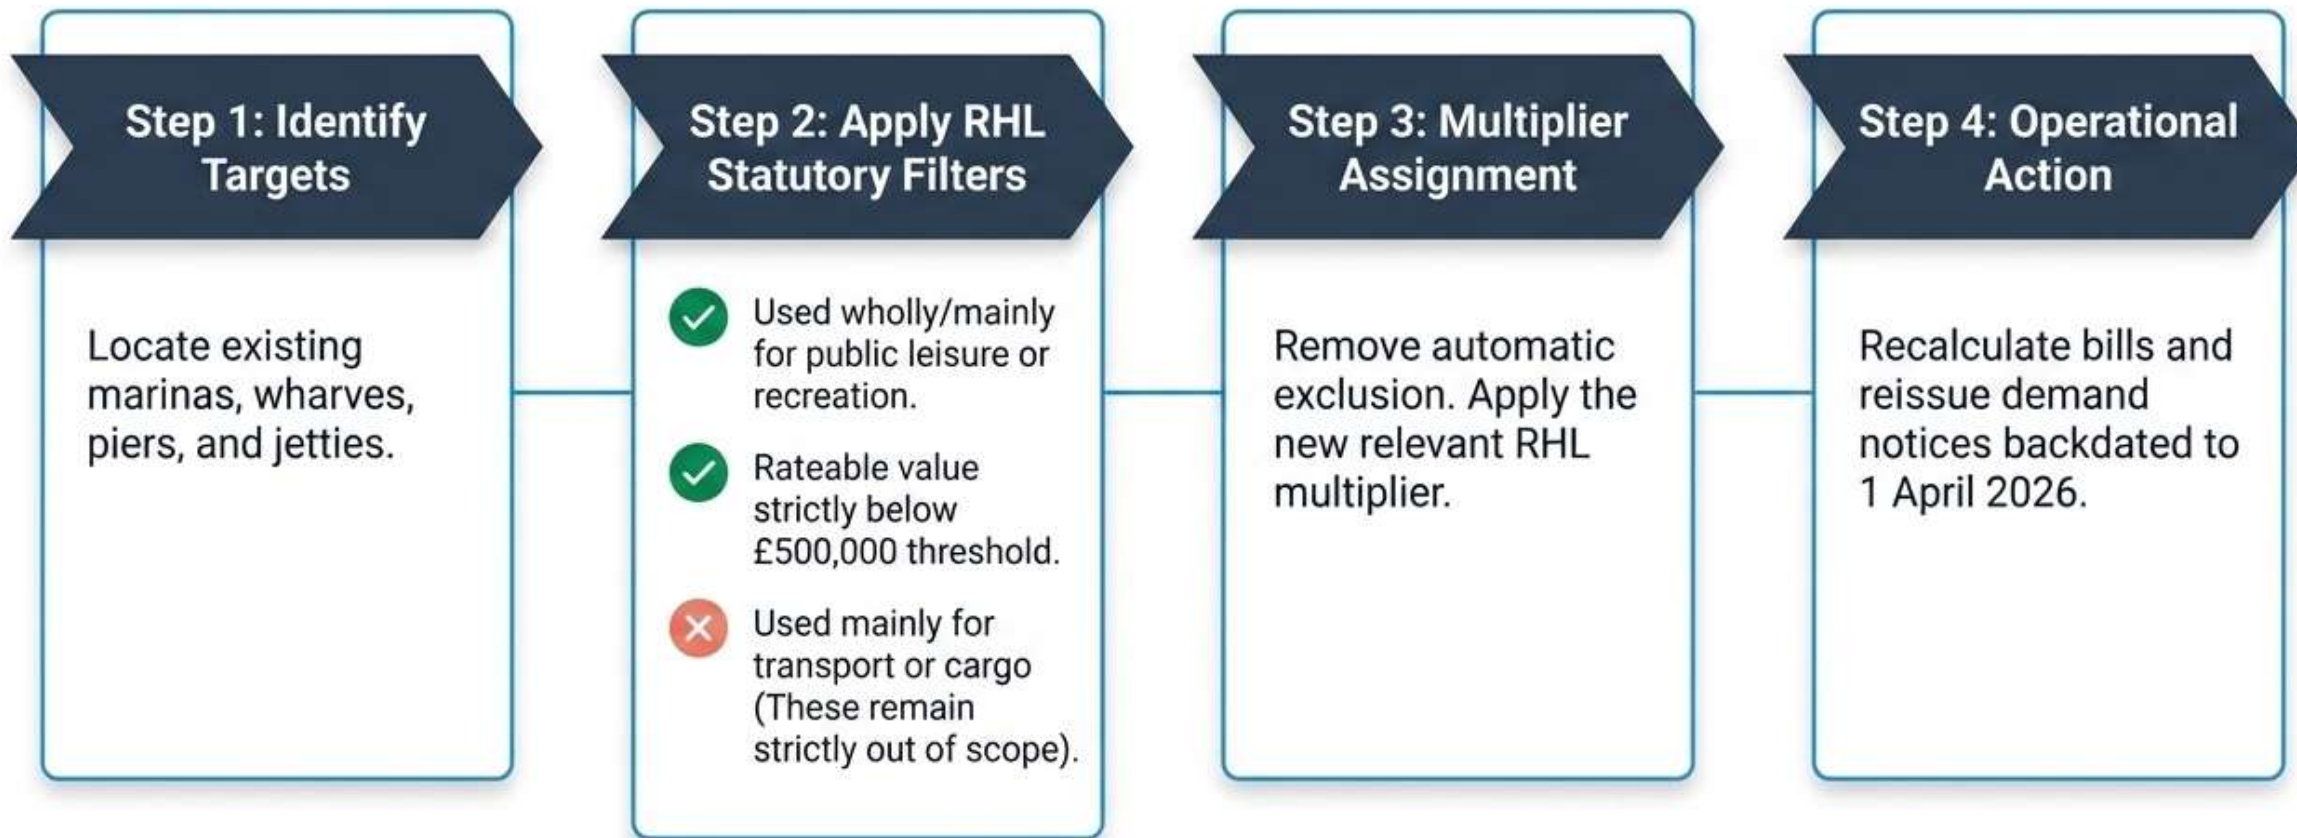 Step 1: Identify
Targets
Locate existing
marinas, wharves,
piers, and jetties.
Step 2: Apply RHL
Statutory Filters
Used wholly/mainly
for public leisure or
recreation.
Rateable value
strictly below
£500,000 threshold.
Used mainly for
transport or cargo
(These remain
strictly out of scope).
Step 3: Multiplier
Assignment
Remove automatic
exclusion. Apply the
new relevant RHL
multiplier.
Step 4: Operational
Action
Recalculate bills and
reissue demand
notices backdated to
1 April 2026.